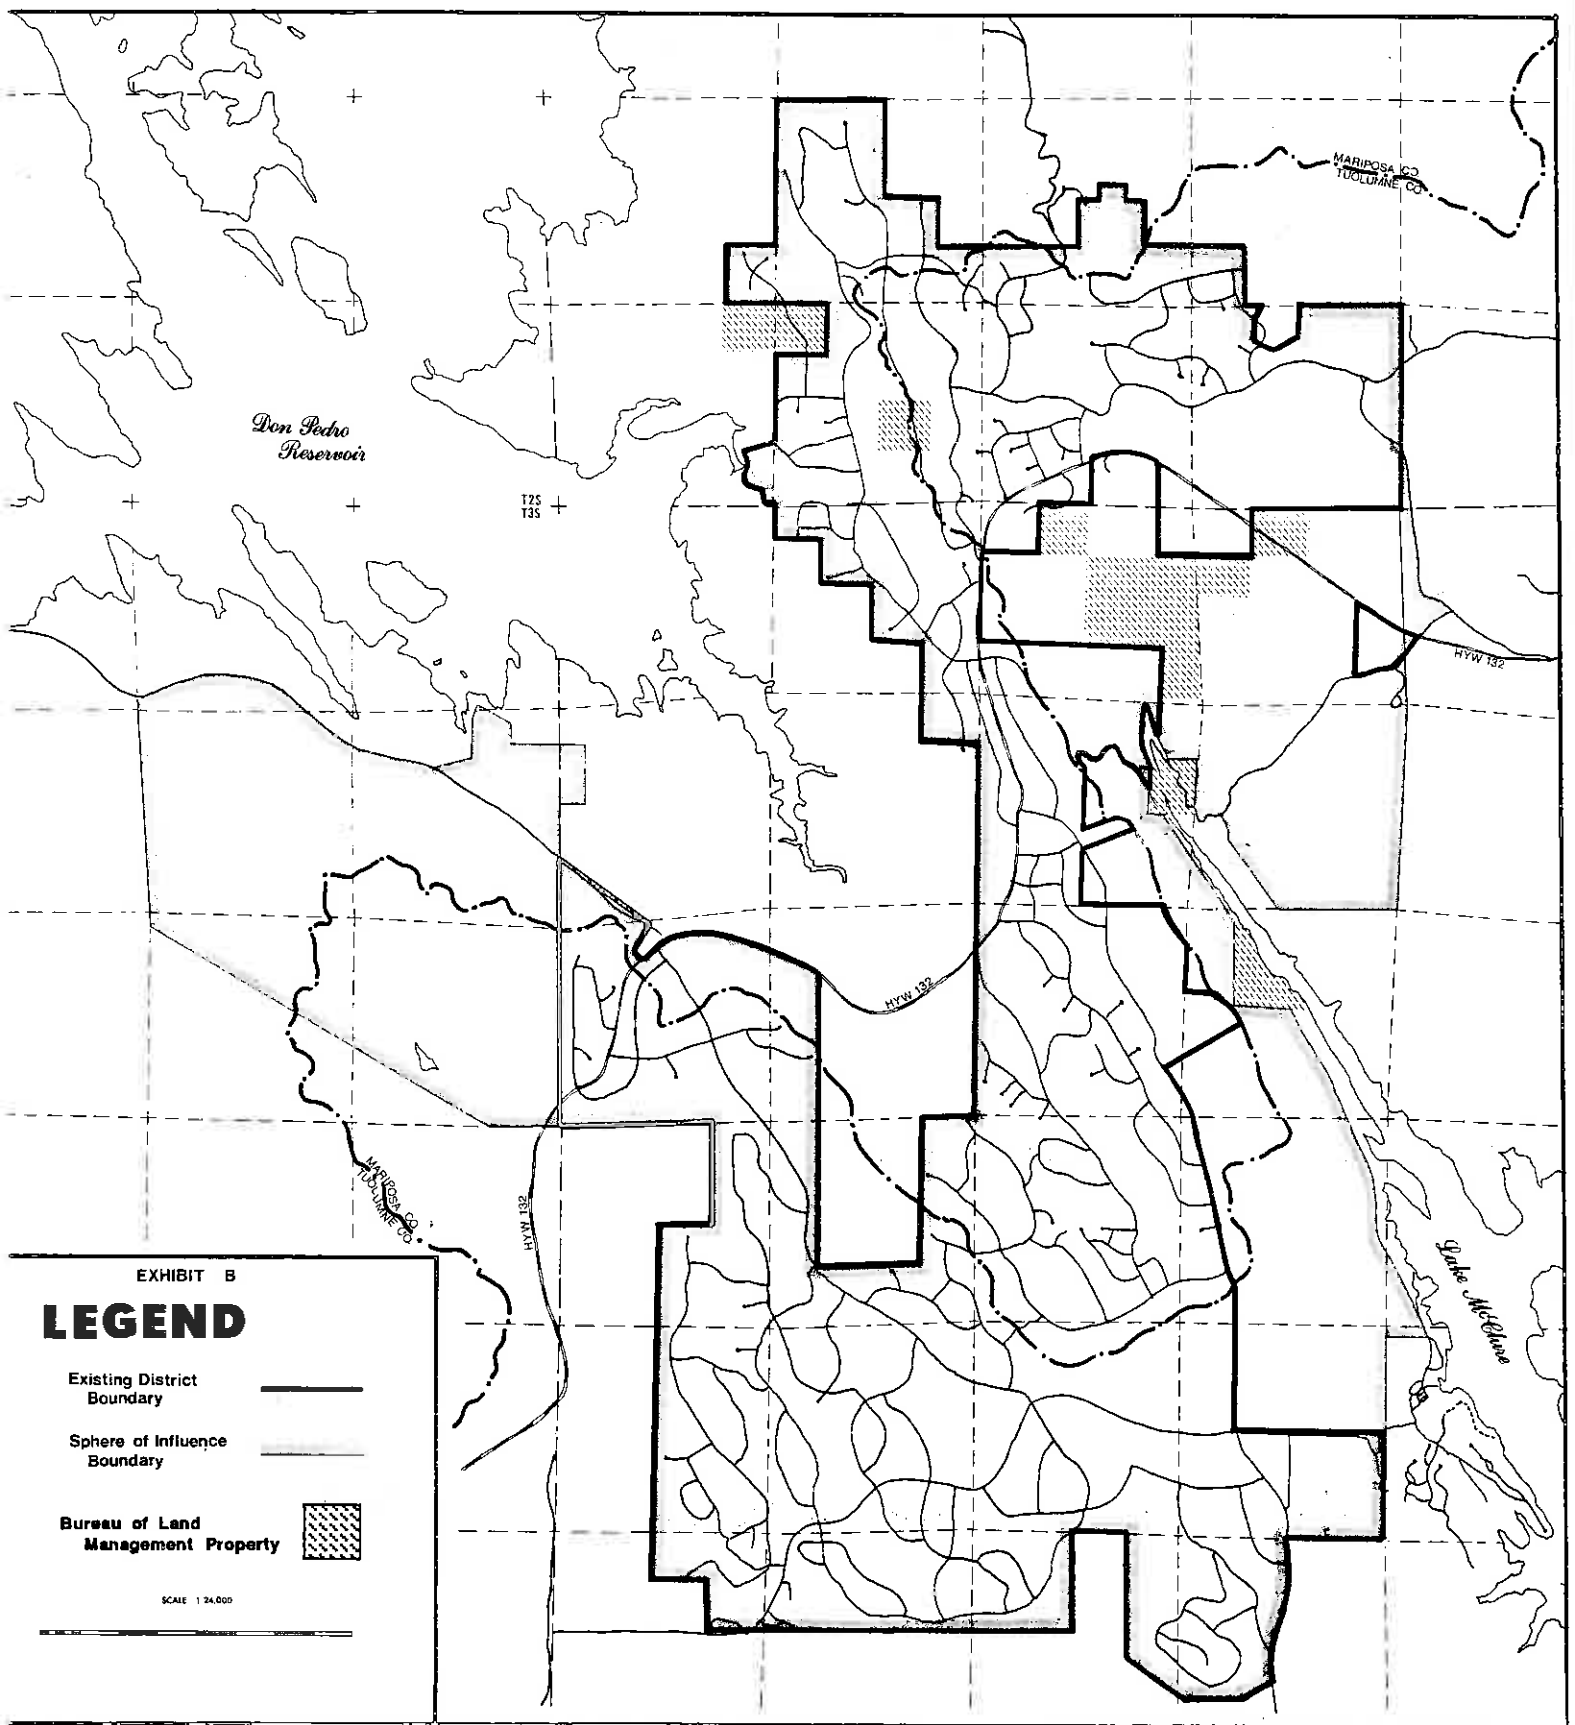 MARIPOSA CO
TUOLUMNE CO
Don Pedro
Reservoir
T2S
T3S
HYW 132
HYW 132
MARIPOSA CO
TUOLUMNE CO
HYW 132
Lake McClure
EXHIBIT B
LEGEND
Existing District
Boundary
Sphere of Influence
Boundary
Bureau of Land
Management Property
SCALE 1 24,000